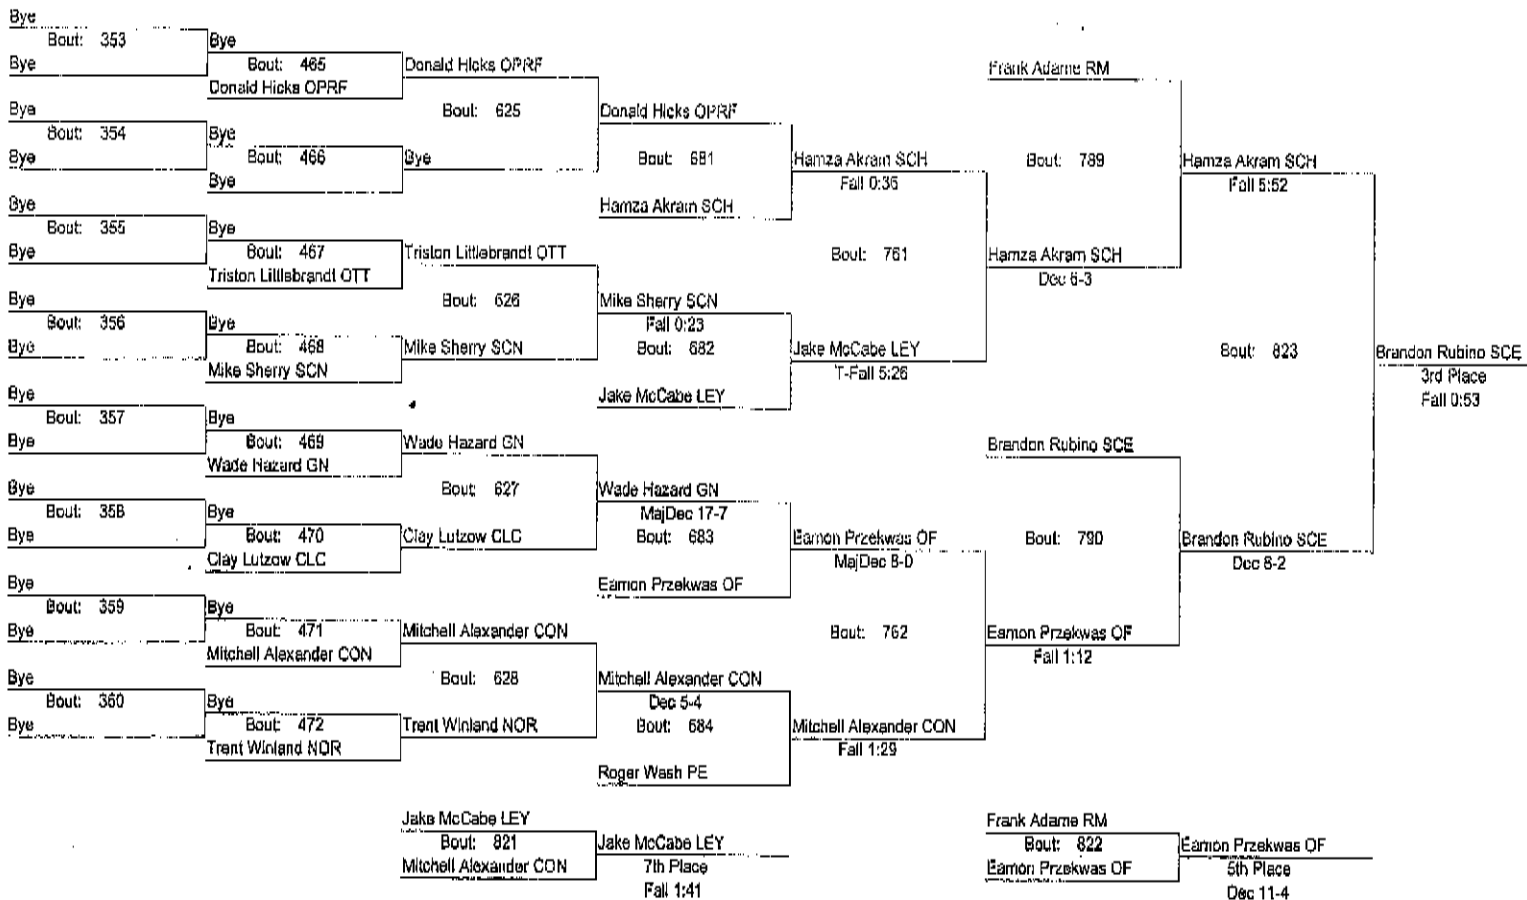 Bye
Bout: 353
Bye
Bye
Bout: 465
Donald Hicks OPRF
Bye
Bout: 354
Bye
Bye
Bout: 466
Bye
Donald Hicks OPRF
Bout: 625
Bye
Donald Hicks OPRF
Bout: 681
Hamza Akram SCH
Hamza Akram SCH
Fall 0:35
Bye
Bout: 355
Bye
Bye
Bout: 467
Triston Littlebrandt OTT
Bye
Bout: 356
Bye
Bye
Bout: 468
Mike Sherry SCN
Triston Littlebrandt OTT
Bout: 626
Mike Sherry SCN
Mike Sherry SCN
Fall 0:23
Bout: 682
Jake McCabe LEY
Jake McCabe LEY
T-Fall 5:26
Bout: 761
Frank Adame RM
Bout: 789
Hamza Akram SCH
Dec 6-3
Hamza Akram SCH
Fall 5:52
Bye
Bout: 357
Bye
Bye
Bout: 469
Wade Hazard GN
Bye
Bout: 358
Bye
Bye
Bout: 470
Clay Lutzow CLC
Wade Hazard GN
Bout: 627
Clay Lutzow CLC
Wade Hazard GN
MajDec 17-7
Bout: 683
Eamon Przekwas OF
Eamon Przekwas OF
MajDec 8-0
Bye
Bout: 359
Bye
Bye
Bout: 471
Mitchell Alexander CON
Bye
Bout: 360
Bye
Bye
Bout: 472
Trent Winland NOR
Mitchell Alexander CON
Bout: 628
Trent Winland NOR
Mitchell Alexander CON
Dec 5-4
Bout: 684
Roger Wash PE
Mitchell Alexander CON
Fall 1:29
Bout: 762
Brandon Rubino SCE
Bout: 790
Eamon Przekwas OF
Fall 1:12
Brandon Rubino SCE
Dec 8-2
Bout: 823
Brandon Rubino SCE
3rd Place
Fall 0:53
Jake McCabe LEY
Bout: 821
Mitchell Alexander CON
Jake McCabe LEY
7th Place
Fall 1:41
Frank Adame RM
Bout: 822
Eamon Przekwas OF
Eamon Przekwas OF
5th Place
Dec 11-4